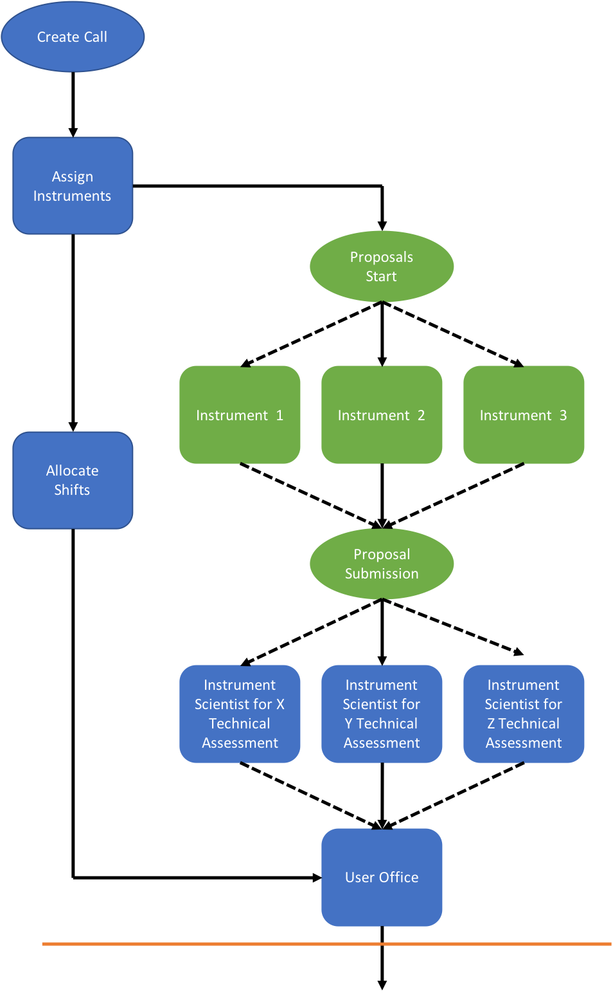 Create Call
Assign
Instruments
Proposals
Start
Instrument 1
Instrument 2
Instrument 3
Allocate
Shifts
Proposal
Submission
Instrument
Scientist for X
Technical
Assessment
Instrument
Scientist for
Y Technical
Assessment
Instrument
Scientist for
Z Technical
Assessment
User Office